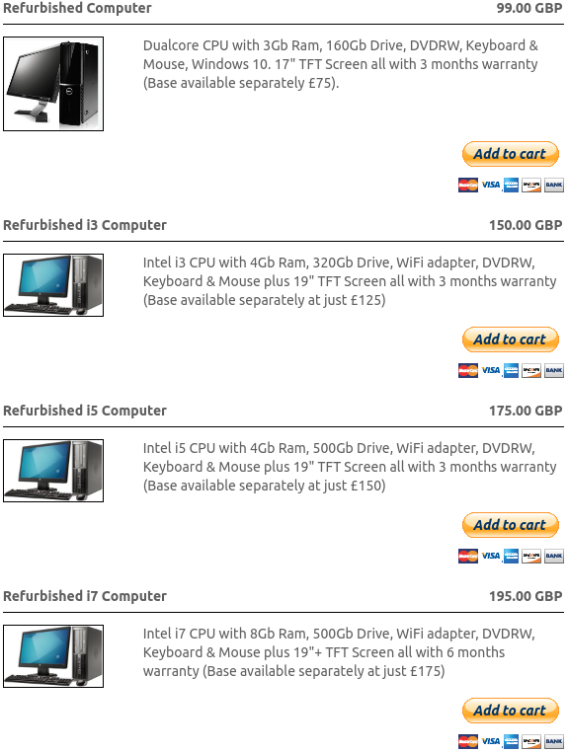 Refurbished Computer 99.00 GBP
Dualcore CPU with 3Gb Ram, 160Gb Drive, DVDRW, Keyboard &
Mouse, Windows 10. 17" TFT Screen all with 3 months warranty
(Base available separately £75).
Add to cart
VISA BANK
Refurbished i3 Computer 150.00 GBP
Intel i3 CPU with 4Gb Ram, 320Gb Drive, WiFi adapter, DVDRW,
Keyboard & Mouse plus 19" TFT Screen all with 3 months warranty
(Base available separately at just £125)
Add to cart
VISA BANK
Refurbished i5 Computer 175.00 GBP
Intel i5 CPU with 4Gb Ram, 500Gb Drive, WiFi adapter, DVDRW,
Keyboard & Mouse plus 19" TFT Screen all with 3 months warranty
(Base available separately at just £150)
Add to cart
VISA BANK
Refurbished i7 Computer 195.00 GBP
Intel i7 CPU with 8Gb Ram, 500Gb Drive, WiFi adapter, DVDRW,
Keyboard & Mouse plus 19"+ TFT Screen all with 6 months
warranty (Base available separately at just £175)
Add to cart
VISA BANK